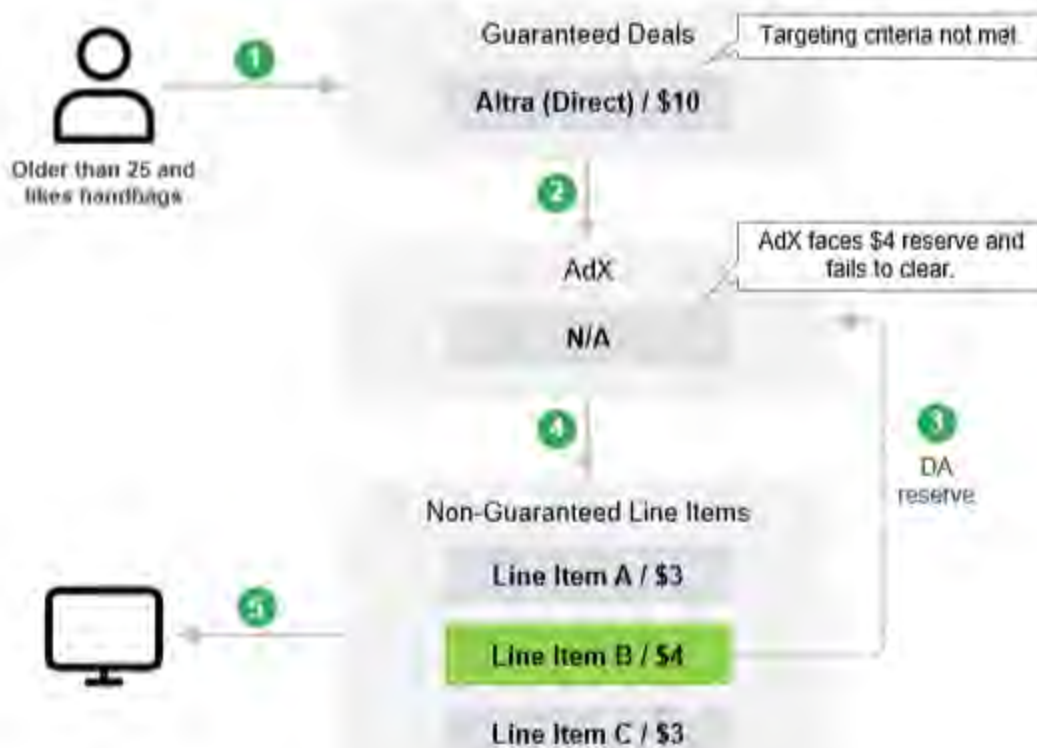 Guaranteed Deals
Targeting criteria not met.
1
Altra (Direct) / $10
Older than 25 and
likes handbags
2
AdX faces $4 reserve and
fails to clear.
AdX
N/A
4
3
DA
reserve
Non-Guaranteed Line Items
Line Item A / $3
5
Line Item B / $4
Line Item C / $3